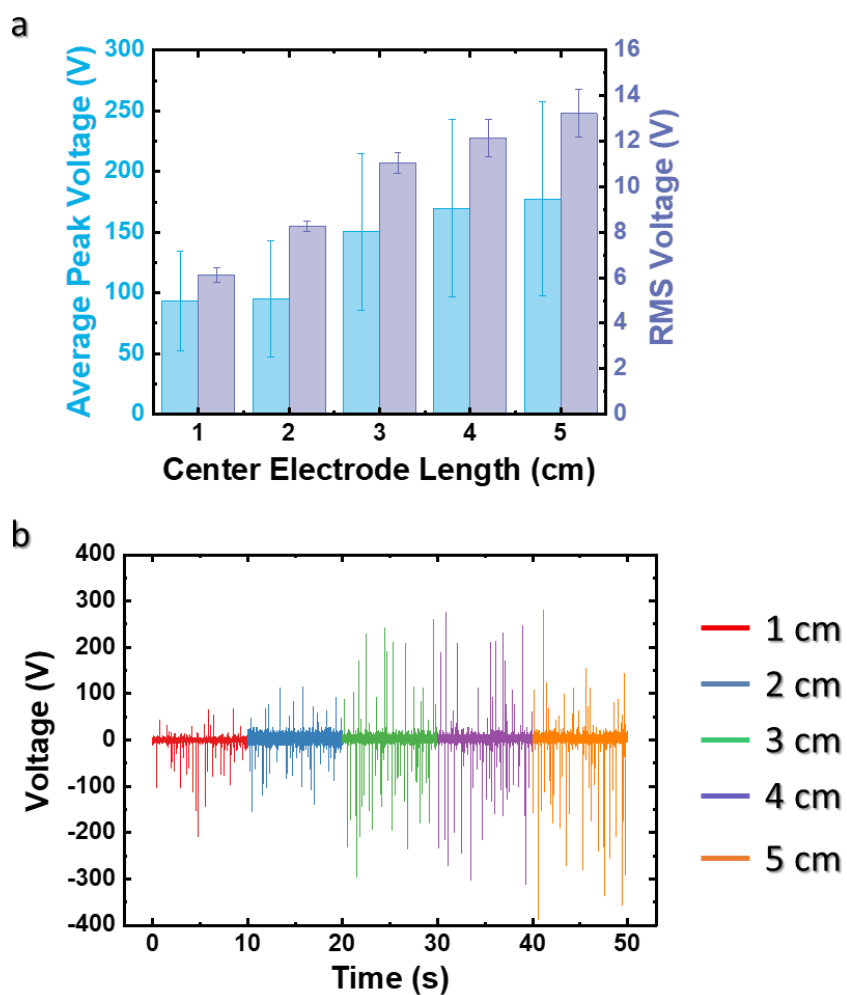 a
Average Peak Voltage (V)
300
250
200
150
100
50
0
16
14
12
10
8
6
4
2
0
RMS Voltage (V)
1 2 3 4 5
Center Electrode Length (cm)
b
Voltage (V)
400
300
200
100
0
-100
-200
-300
-400
0 10 20 30 40 50
Time (s)
1 cm
2 cm
3 cm
4 cm
5 cm